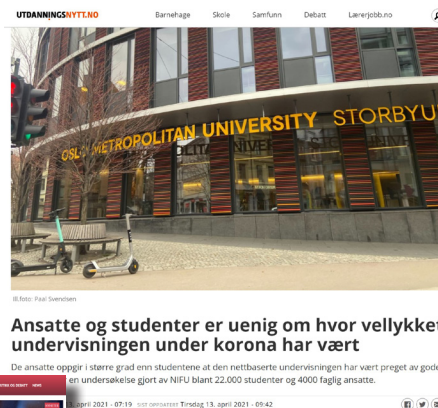 UTDANNINGSNYTT.NO Barnehage Skole Samfunn Debatt Lærerjobb.no
OSLO METROPOLITAN UNIVERSITY STORBYU
Ill.foto: Paal Svendsen
Ansatte og studenter er uenig om hvor vellykket
undervisningen under korona har vært
De ansatte oppgir i større grad enn studentene at den nettbaserte undervisningen har vært preget av gode
en undersøkelse gjort av NIFU blant 22.000 studenter og 4000 faglig ansatte.
april 2021 - 07:19 SIST OPPDATERT Tirsdag 13. april 2021 - 09:42